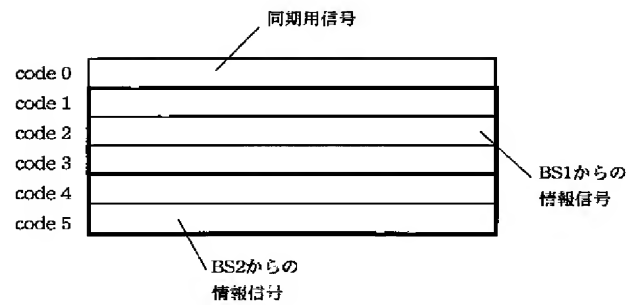 同期用信号
code 0
code 1
code 2
code 3
code 4
code 5
BS1からの
情報信号
BS2からの
情報信号